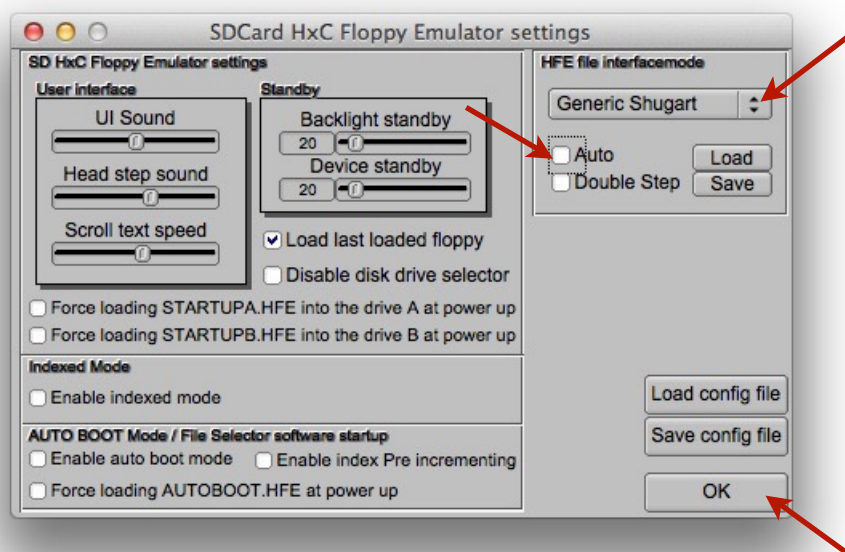 SDCard HxC Floppy Emulator settings
SD HxC Floppy Emulator settings
User interface
UI Sound
Head step sound
Scroll text speed
Standby
Backlight standby
20
Device standby
20
Load last loaded floppy
Disable disk drive selector
Force loading STARTUPA.HFE into the drive A at power up
Force loading STARTUPB.HFE into the drive B at power up
Indexed Mode
Enable indexed mode
AUTO BOOT Mode / File Selector software startup
Enable auto boot mode
Enable index Pre incrementing
Force loading AUTOBOOT.HFE at power up
HFE file interfacemode
Generic Shugart
Auto
Load
Double Step
Save
Load config file
Save config file
OK